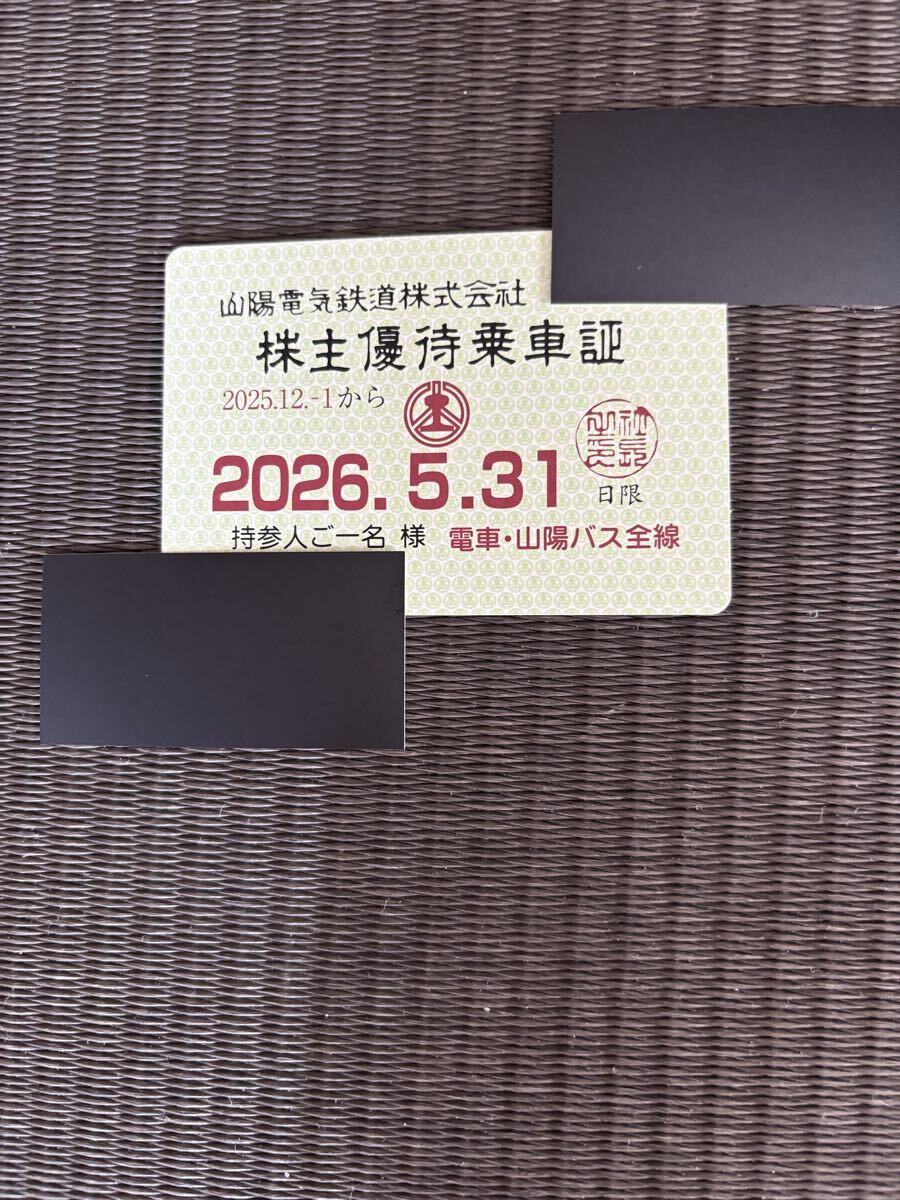 山陽電気鉄道株式会社
株主優待乗車証
2025.12.-1から
2026.5.31
日限
持参人ご一名 様 電車・山陽バス全線